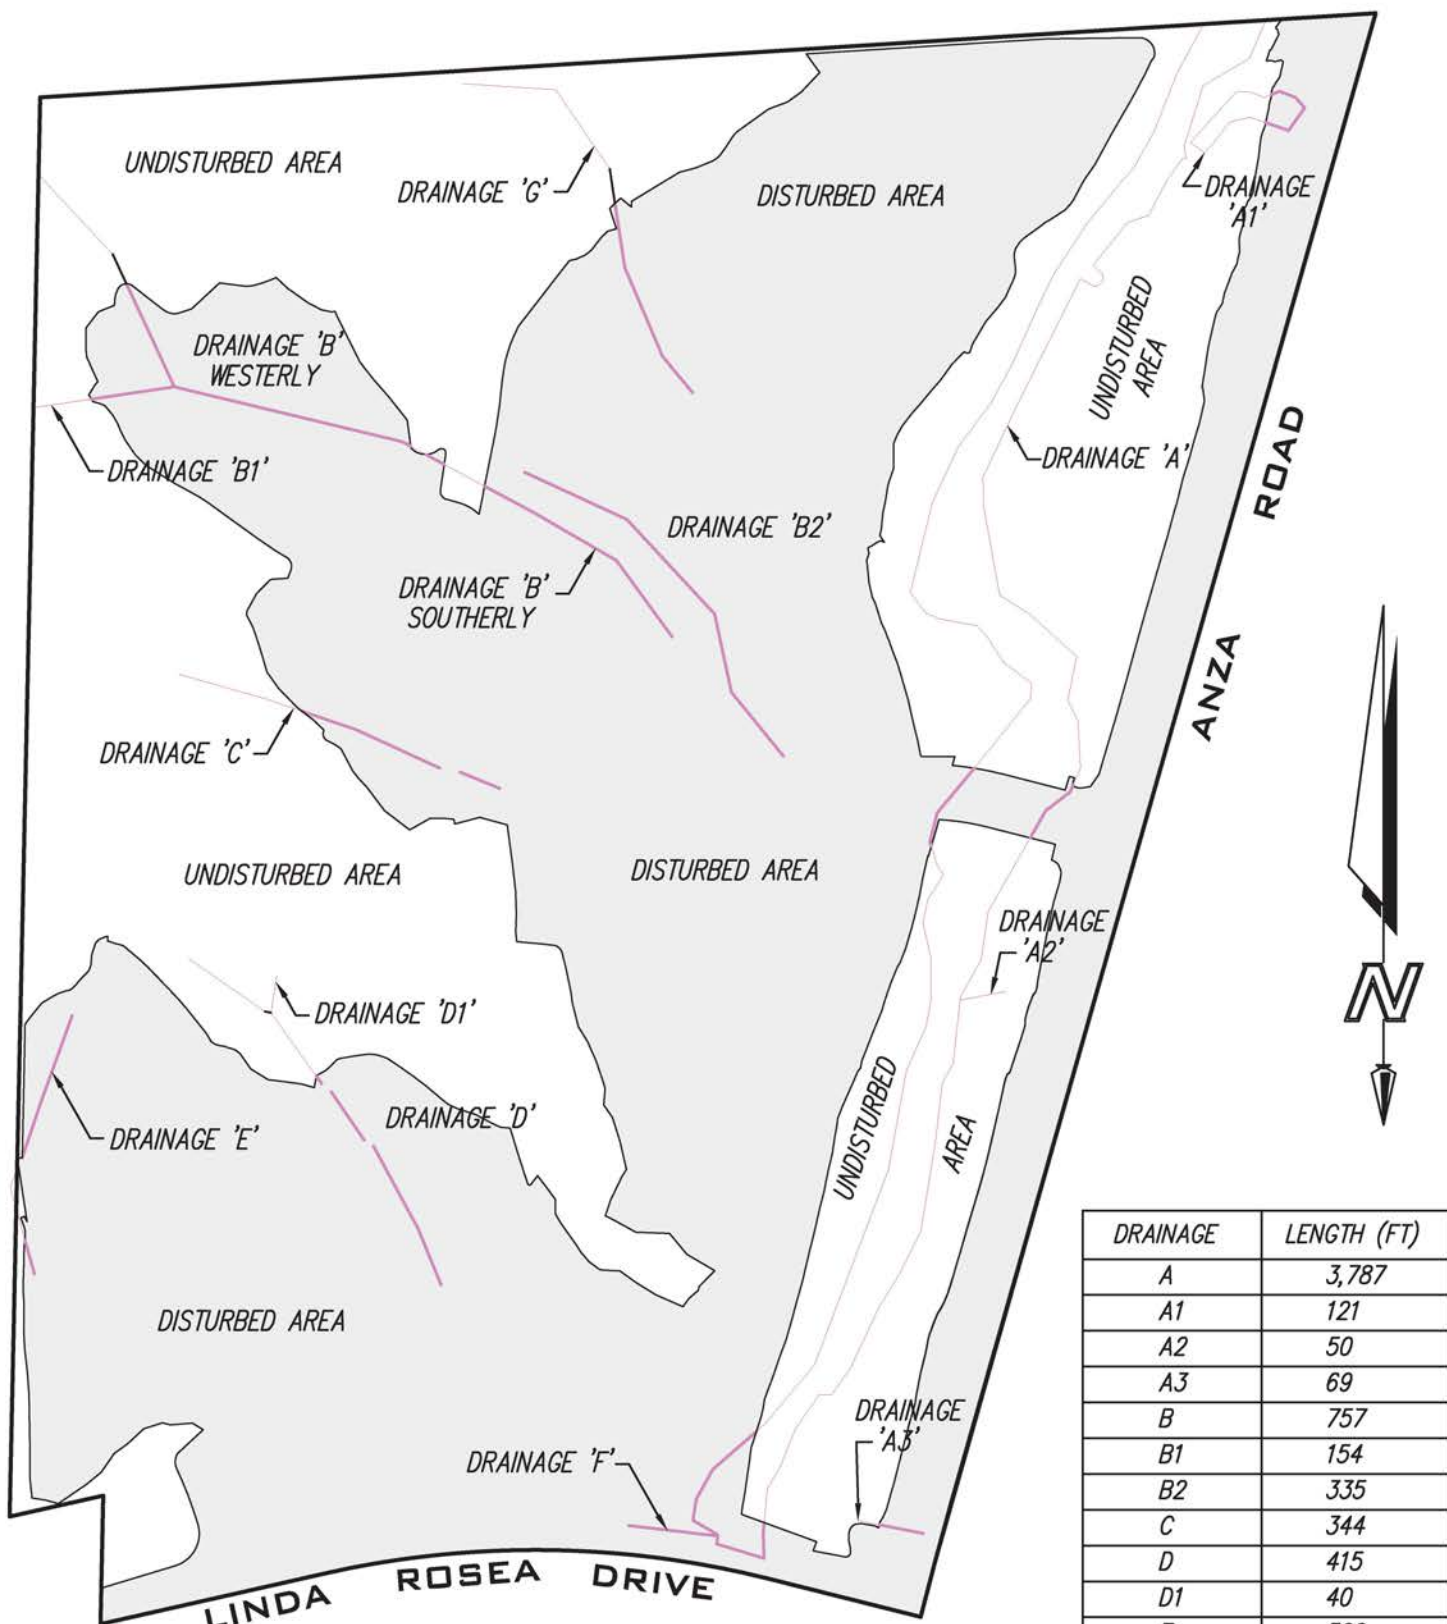 UNDISTURBED AREA
DRAINAGE 'G'
DISTURBED AREA
DRAINAGE
'A1'
UNDISTURBED
AREA
DRAINAGE 'B'
WESTERLY
DRAINAGE 'B1'
DRAINAGE 'A'
ANZA ROAD
DRAINAGE 'B2'
DRAINAGE 'B'
SOUTHERLY
DRAINAGE 'C'
UNDISTURBED AREA
DISTURBED AREA
DRAINAGE
'A2'
N
DRAINAGE 'D1'
DRAINAGE 'D'
DRAINAGE 'E'
UNDISTURBED
AREA
DISTURBED AREA
DRAINAGE
'A3'
DRAINAGE 'F'
LINDA ROSEA DRIVE
DRAINAGE LENGTH (FT)
A 3,787
A1 121
A2 50
A3 69
B 757
B1 154
B2 335
C 344
D 415
D1 40